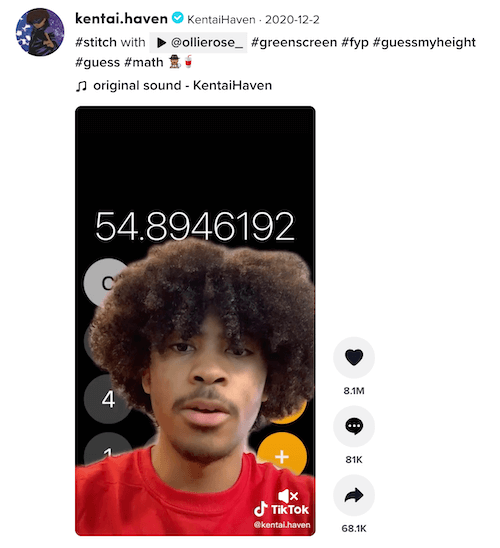 kentai.haven KentaiHaven · 2020-12-2
#stitch with ▶ @ollierose_ #greenscreen #fyp #guessmyheight
#guess #math
♫ original sound - KentaiHaven
54.8946192
C
4
1
+
8.1M
81K
68.1K
TikTok
@kentai.haven